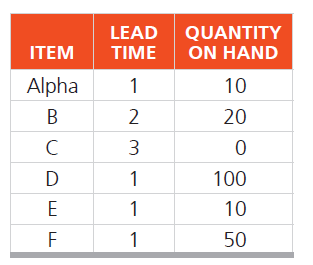 ITEM LEAD TIME QUANTITY ON HAND
Alpha 1 10
B 2 20
C 3 0
D 1 100
E 1 10
F 1 50